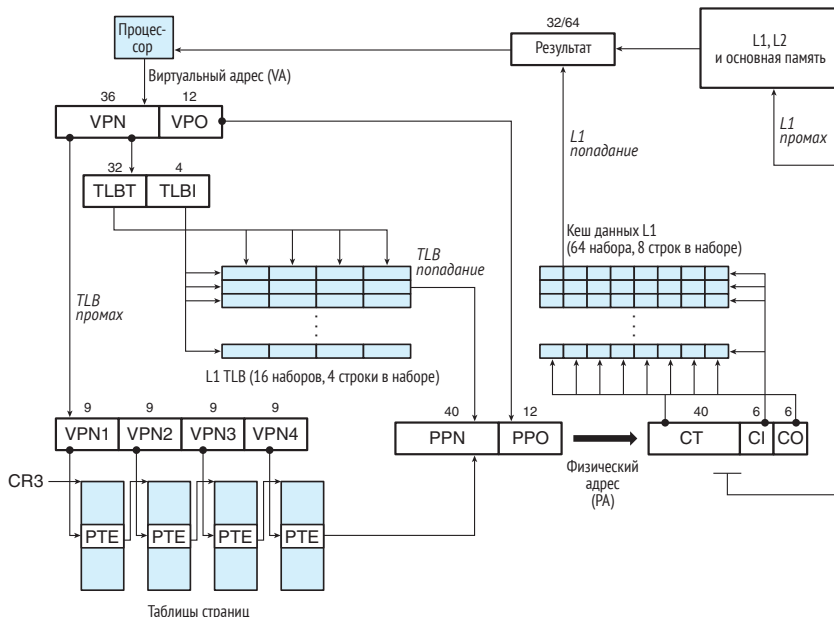 Процес-
сор
32/64
Результат
L1, L2
и основная память
Виртуальный адрес (VA)
36 12
VPN VPO
L1
попадание
L1
промах
32 4
TLBT TLBI
TLB
попадание
Кеш данных L1
(64 набора, 8 строк в наборе)
TLB
промах
L1 TLB (16 наборов, 4 строки в наборе)
9 9 9 9
VPN1 VPN2 VPN3 VPN4
40 12
PPN PPO
40 6 6
CT CI CO
Физический
адрес
(PA)
CR3
PTE PTE PTE PTE
Таблицы страниц